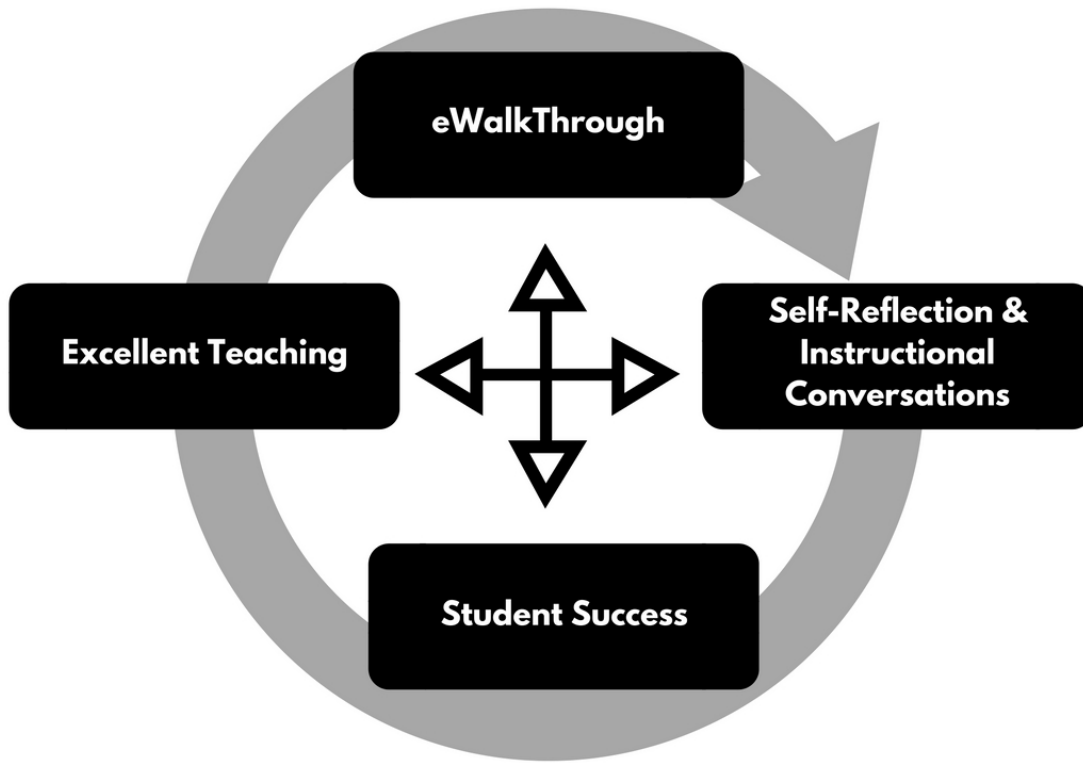 eWalkThrough
Excellent Teaching
Self-Reflection &
Instructional
Conversations
Student Success